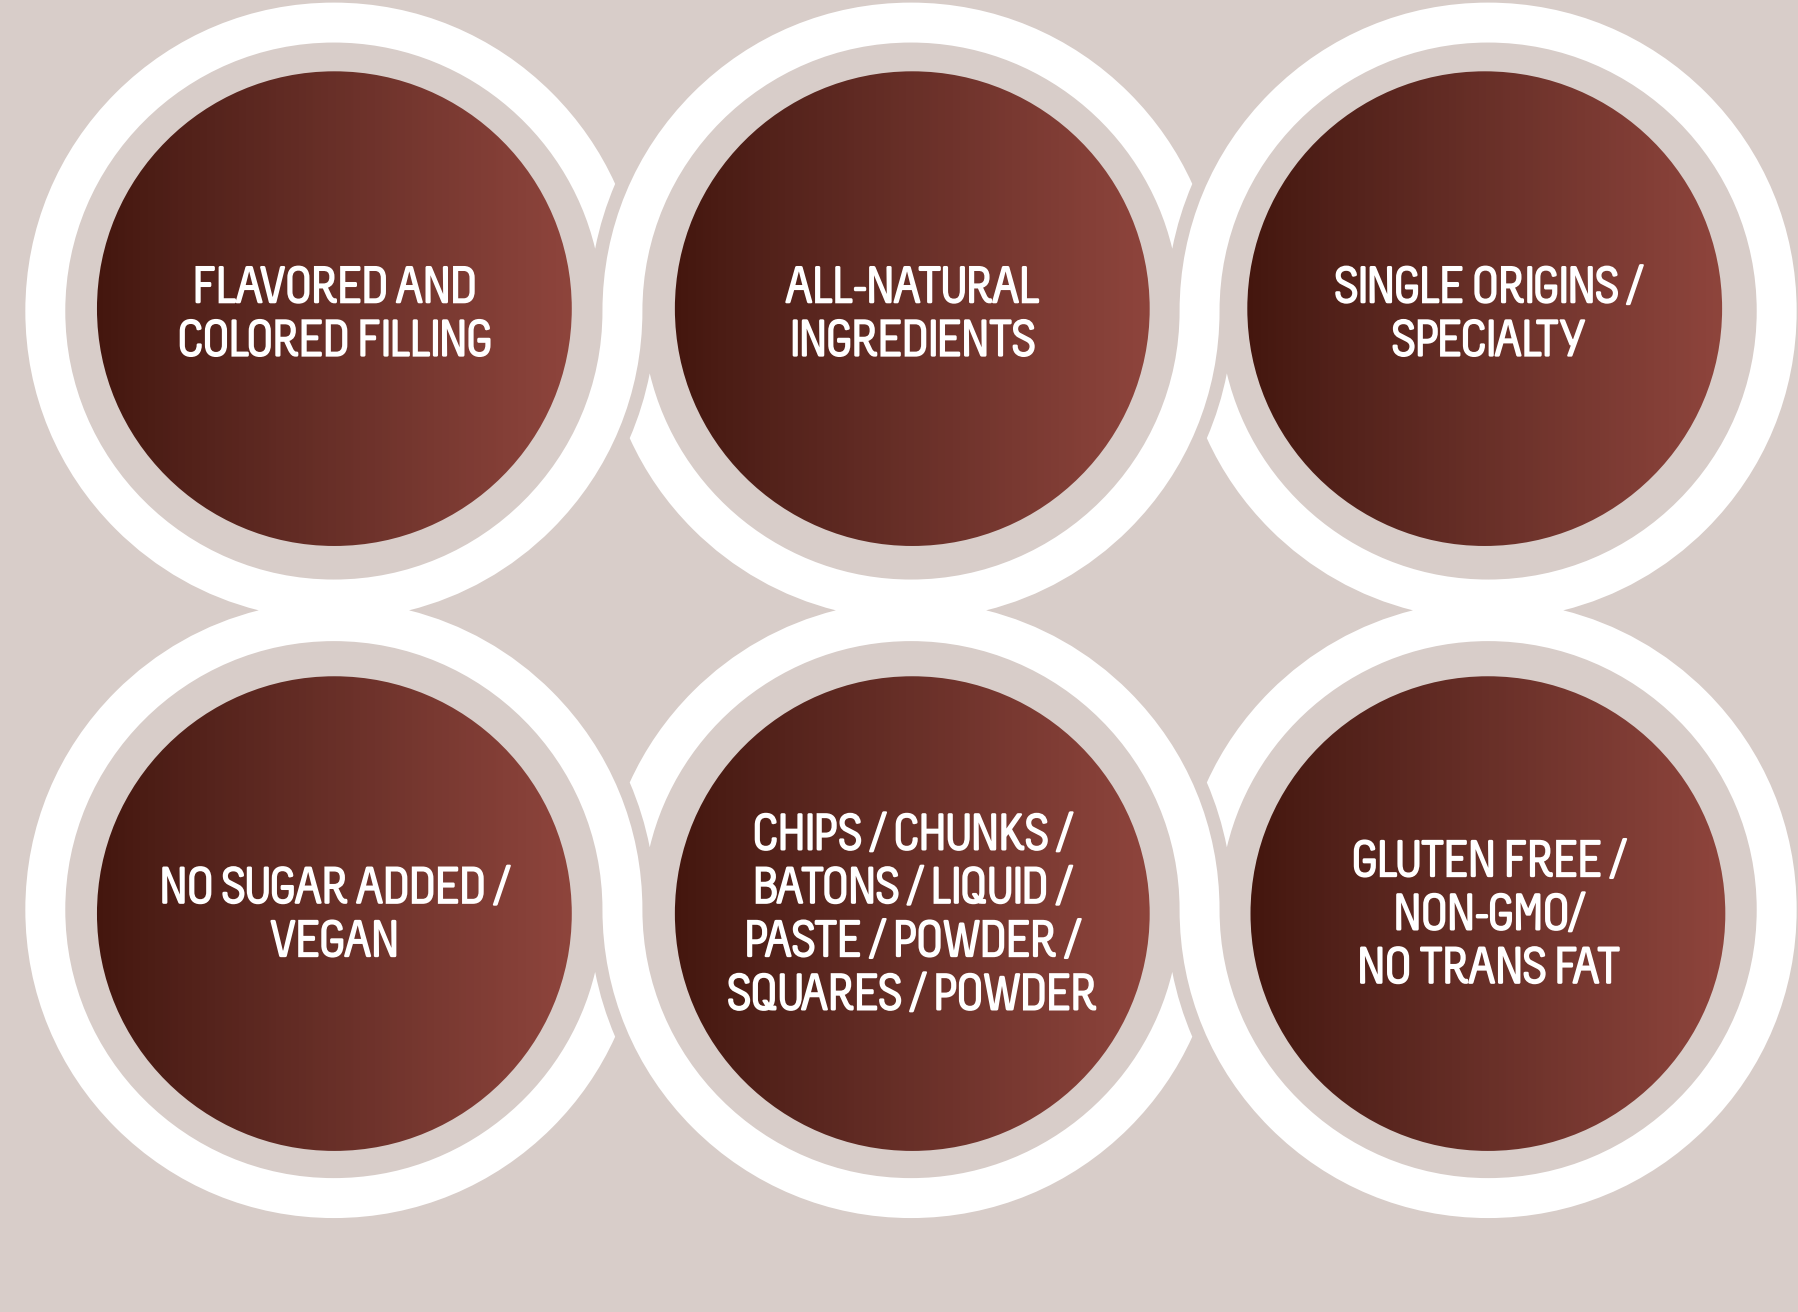 FLAVORED AND
COLORED FILLING
ALL-NATURAL
INGREDIENTS
SINGLE ORIGINS /
SPECIALTY
NO SUGAR ADDED /
VEGAN
CHIPS / CHUNKS /
BATONS / LIQUID /
PASTE / POWDER /
SQUARES / POWDER
GLUTEN FREE /
NON-GMO/
NO TRANS FAT